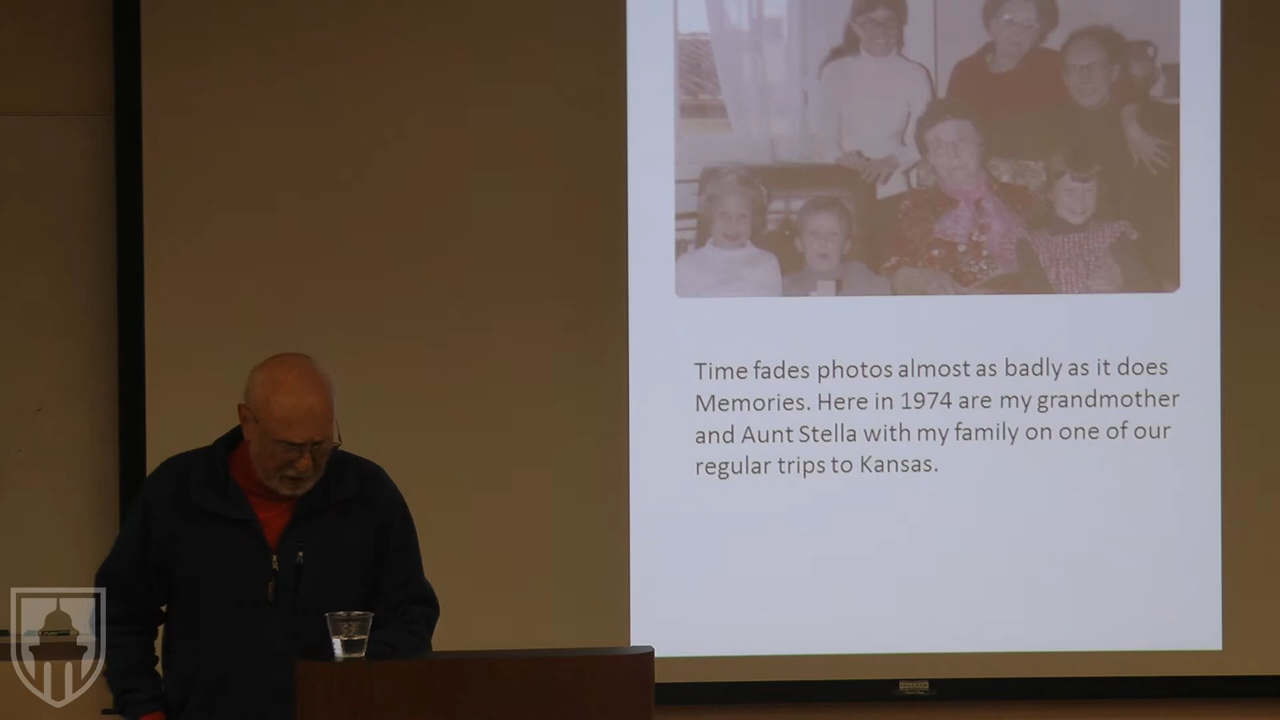 Time fades photos almost as badly as it does
Memories. Here in 1974 are my grandmother
and Aunt Stella with my family on one of our
regular trips to Kansas.